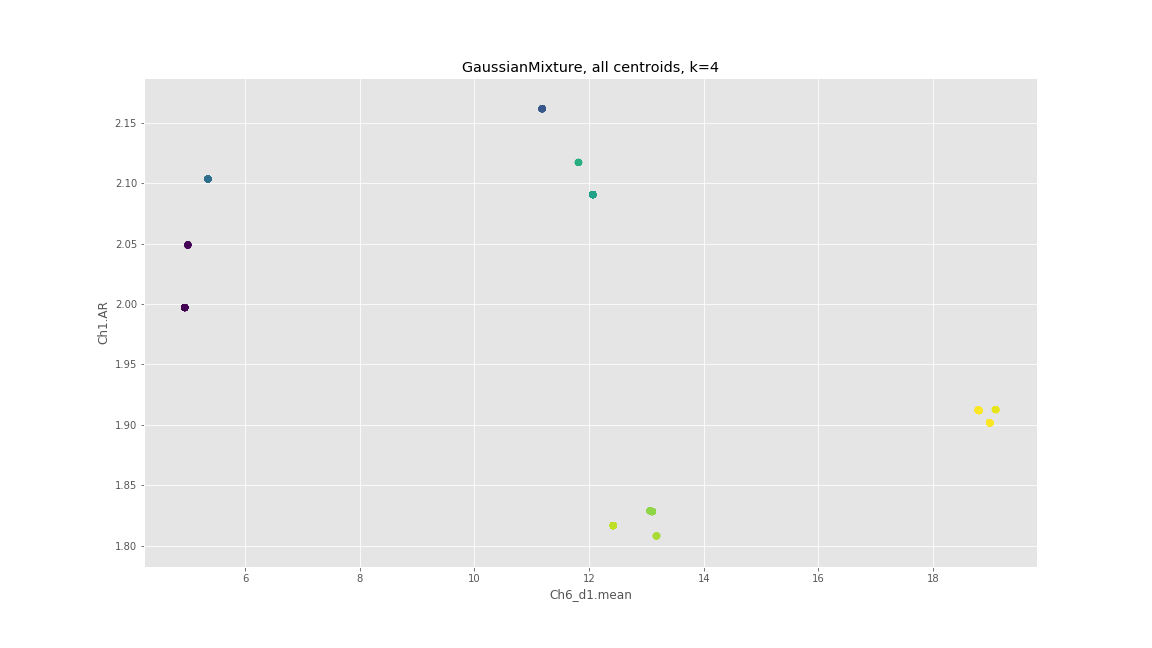 GaussianMixture, all centroids, k=4
2.15
2.10
2.05
2.00
1.95
1.90
1.85
1.80
Ch1.AR
6 8 10 12 14 16 18
Ch6_d1.mean